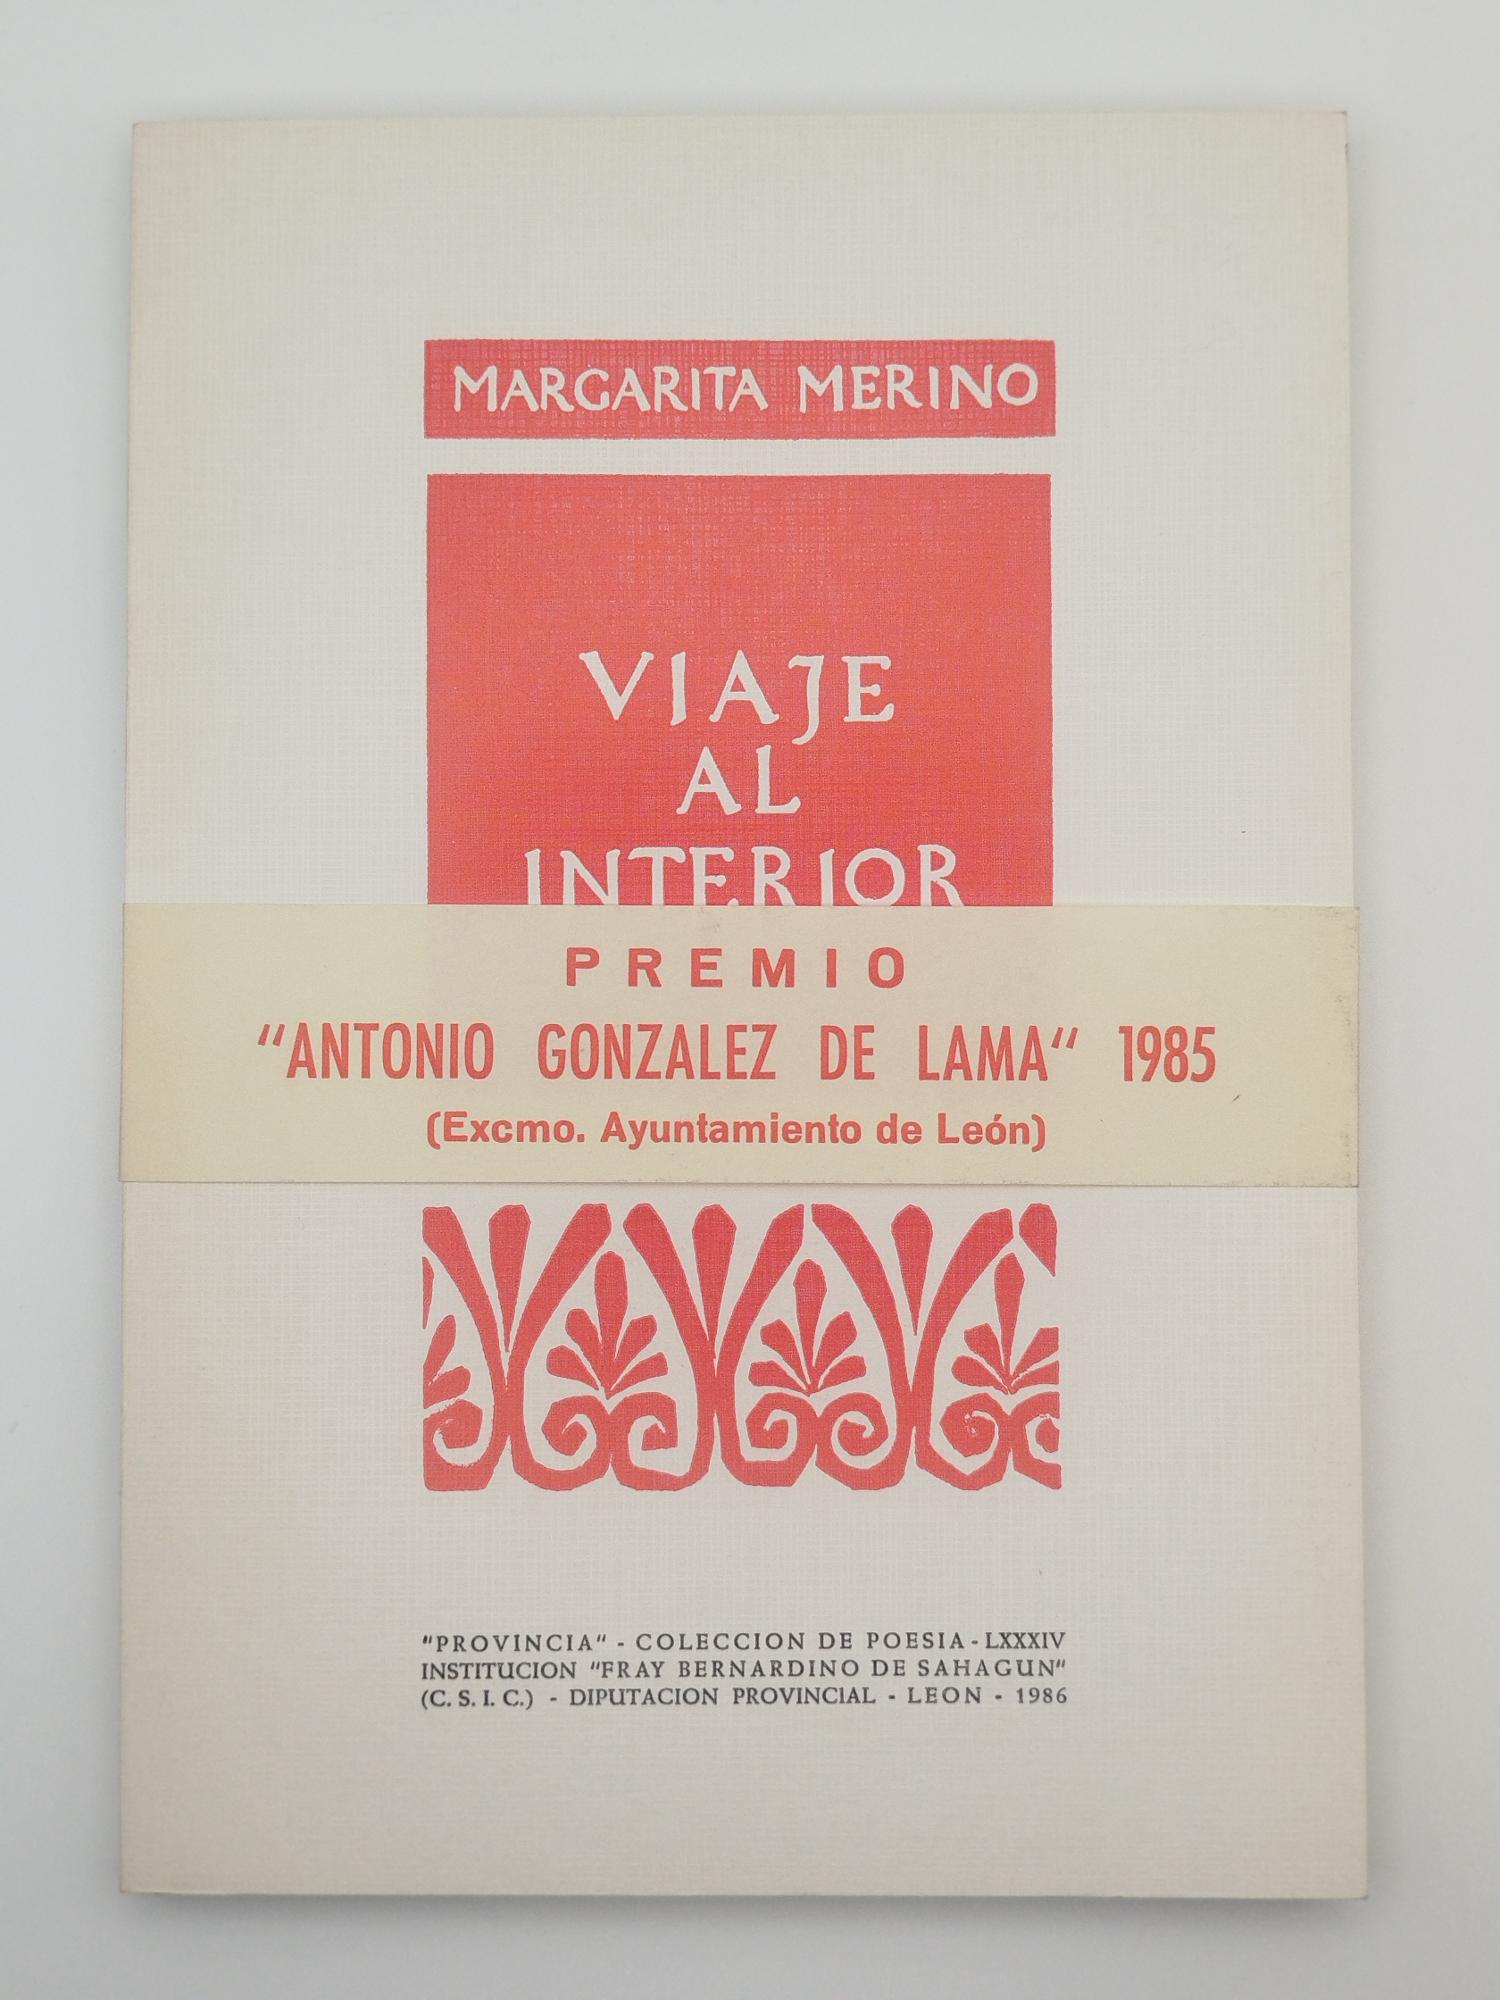 MARGARITA MERINO
VIAJE
AL
INTERIOR
PREMIO
"ANTONIO GONZALEZ DE LAMA" 1985
(Excmo. Ayuntamiento de León)
"PROVINCIA" - COLECCION DE POESIA - LXXXIV
INSTITUCION "FRAY BERNARDINO DE SAHAGUN"
(C. S. I. C.) - DIPUTACION PROVINCIAL - LEON - 1986